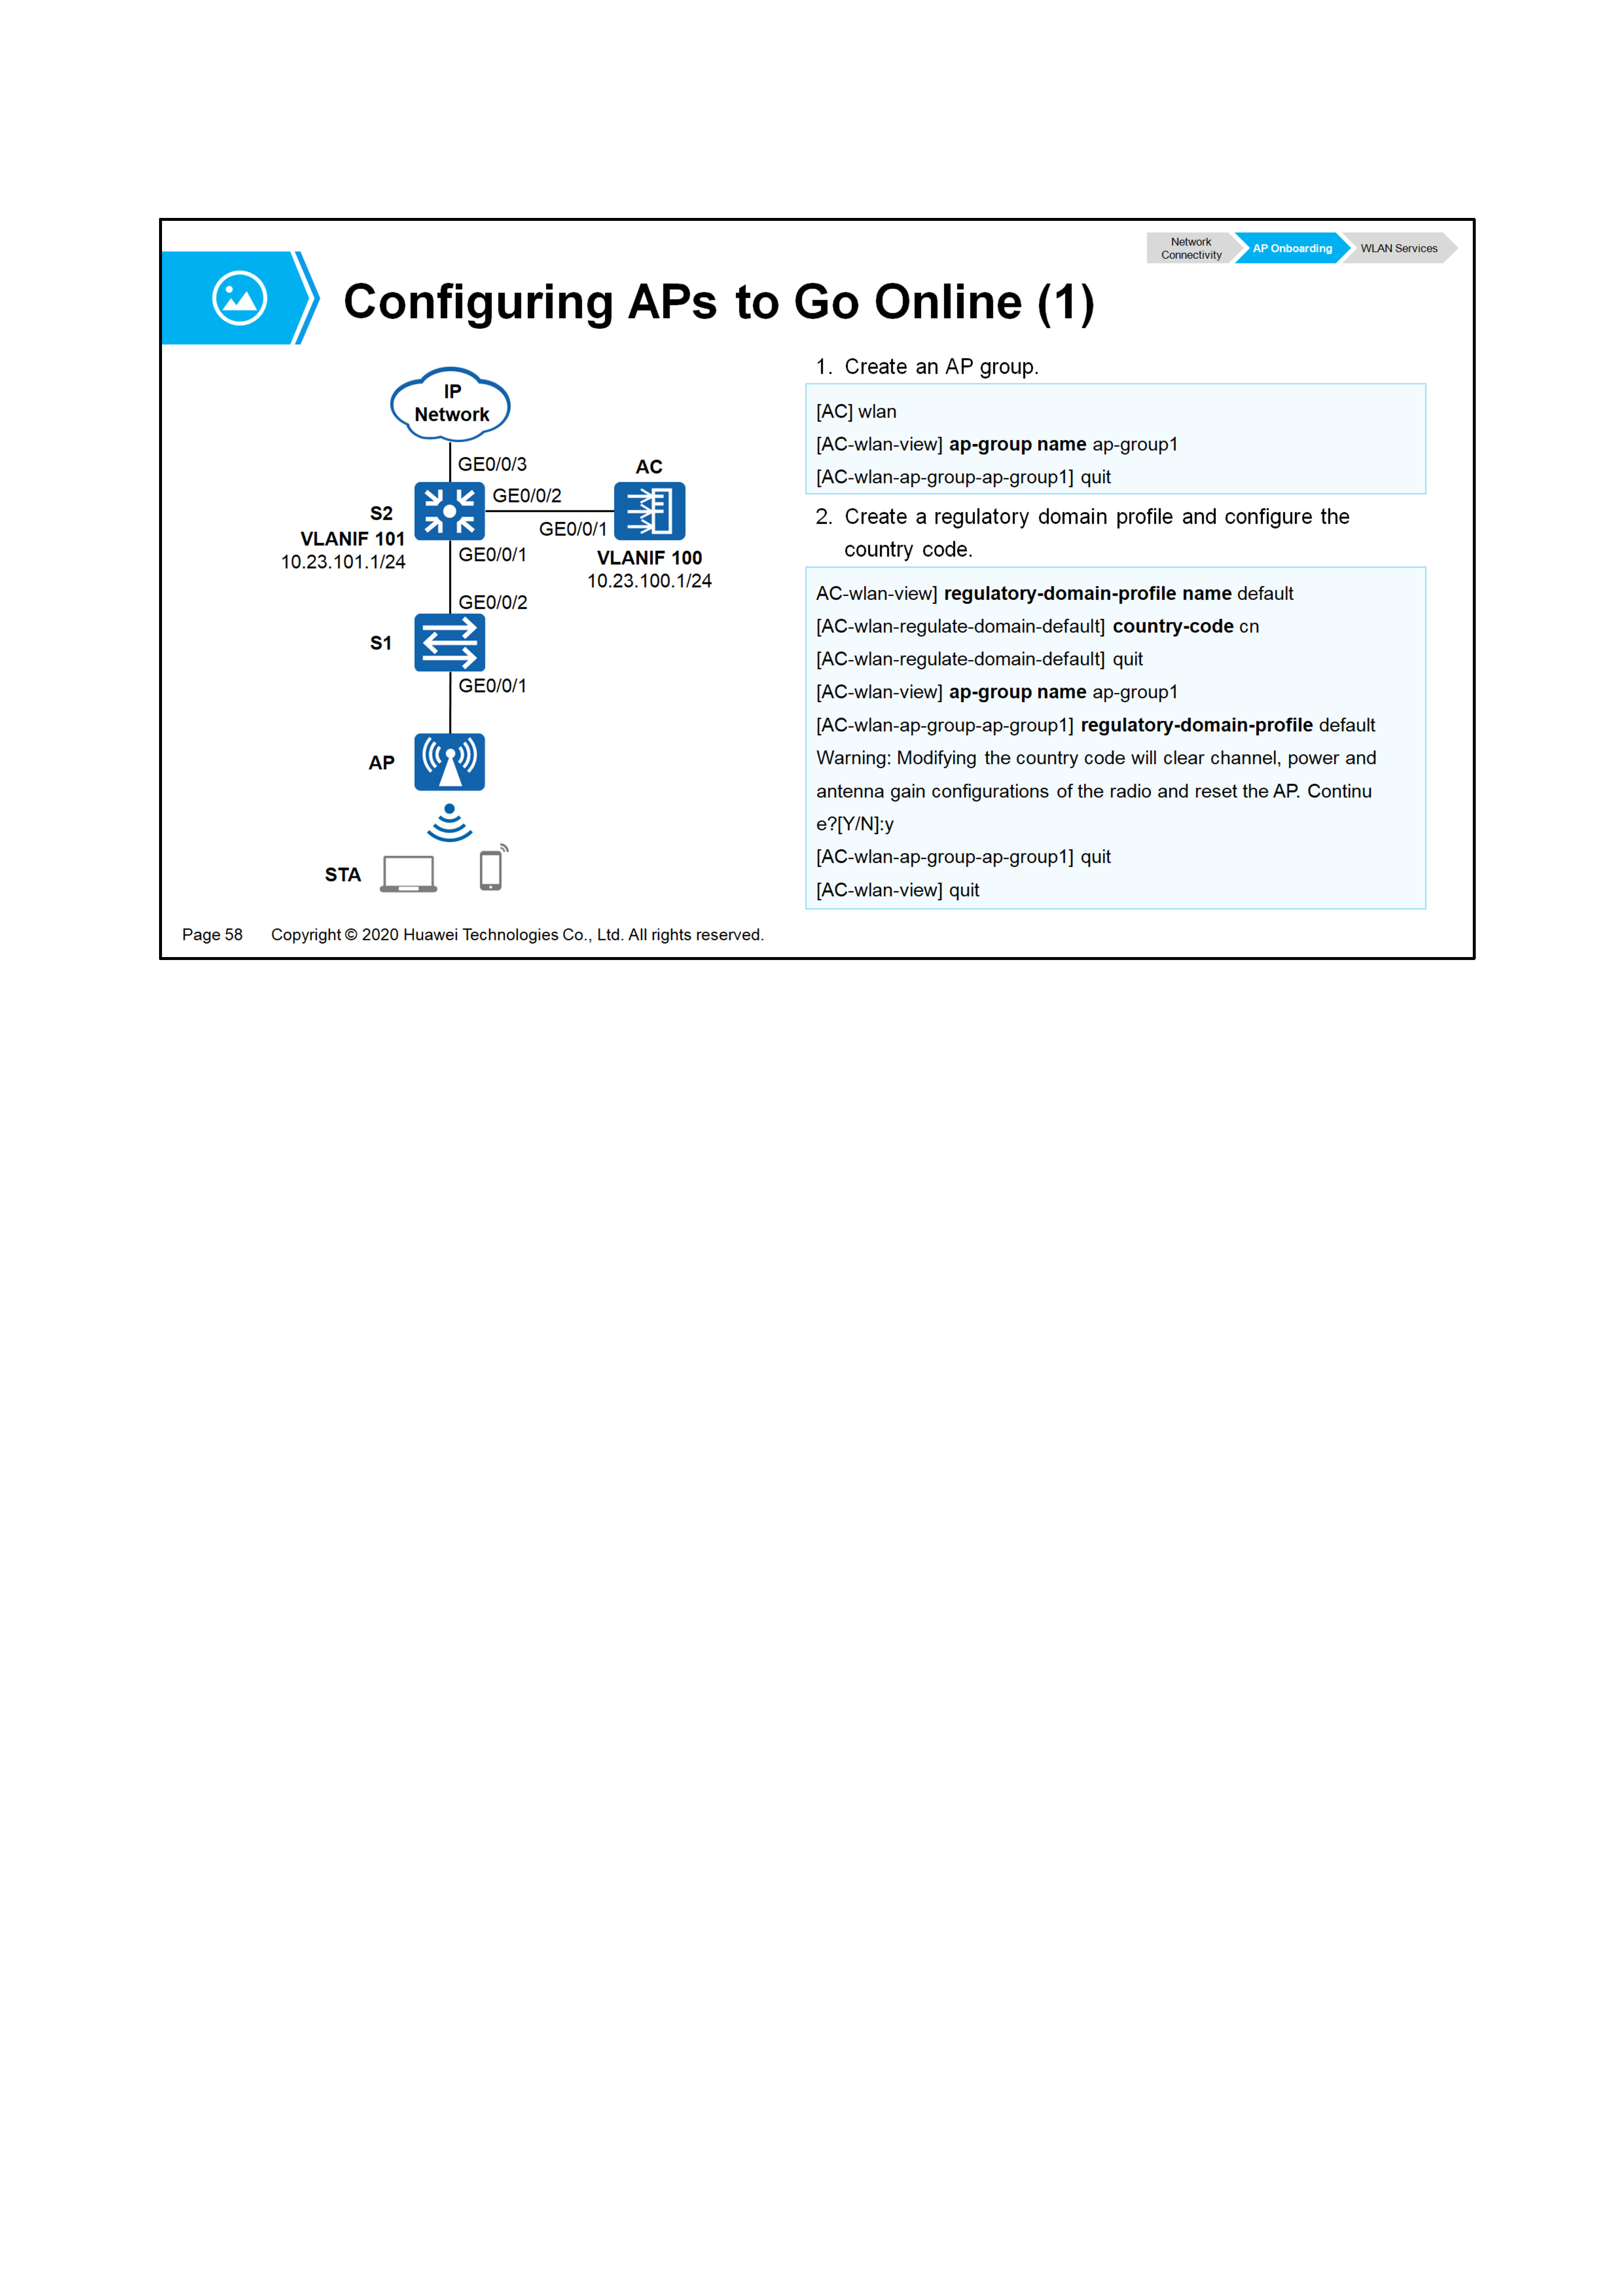 Network
Connectivity
AP Onboarding
WLAN Services
Configuring APs to Go Online (1)
IP
Network
GE0/0/3
AC
GE0/0/2
S2
GE0/0/1
VLANIF 101
10.23.101.1/24
GE0/0/1
VLANIF 100
10.23.100.1/24
GE0/0/2
S1
GE0/0/1
AP
STA
1. Create an AP group.
[AC] wlan
[AC-wlan-view] ap-group name ap-group1
[AC-wlan-ap-group-ap-group1] quit
2. Create a regulatory domain profile and configure the
country code.
AC-wlan-view] regulatory-domain-profile name default
[AC-wlan-regulate-domain-default] country-code cn
[AC-wlan-regulate-domain-default] quit
[AC-wlan-view] ap-group name ap-group1
[AC-wlan-ap-group-ap-group1] regulatory-domain-profile default
Warning: Modifying the country code will clear channel, power and
antenna gain configurations of the radio and reset the AP. Continu
e?[Y/N]:y
[AC-wlan-ap-group-ap-group1] quit
[AC-wlan-view] quit
Page 58 Copyright © 2020 Huawei Technologies Co., Ltd. All rights reserved.